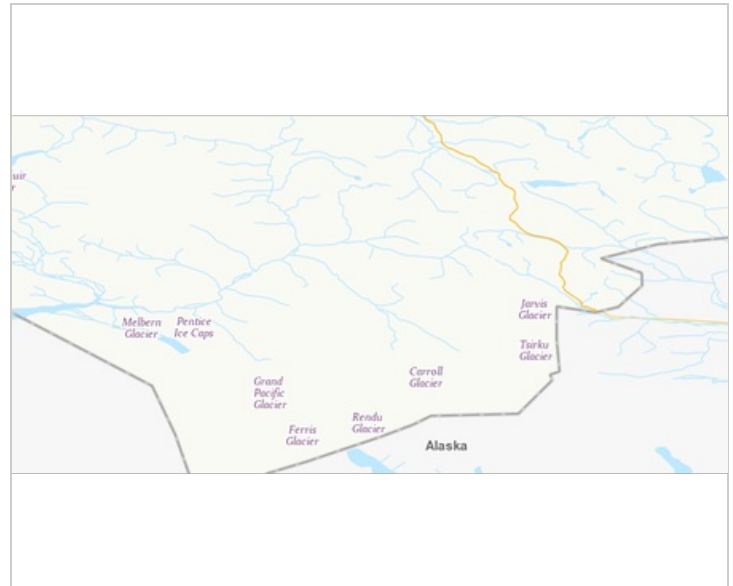 uir
r
Jarvis
Glacier
Melbern
Glacier
Pentice
Ice Caps
Tsirku
Glacier
Carroll
Glacier
Grand
Pacific
Glacier
Rendu
Glacier
Ferris
Glacier
Alaska